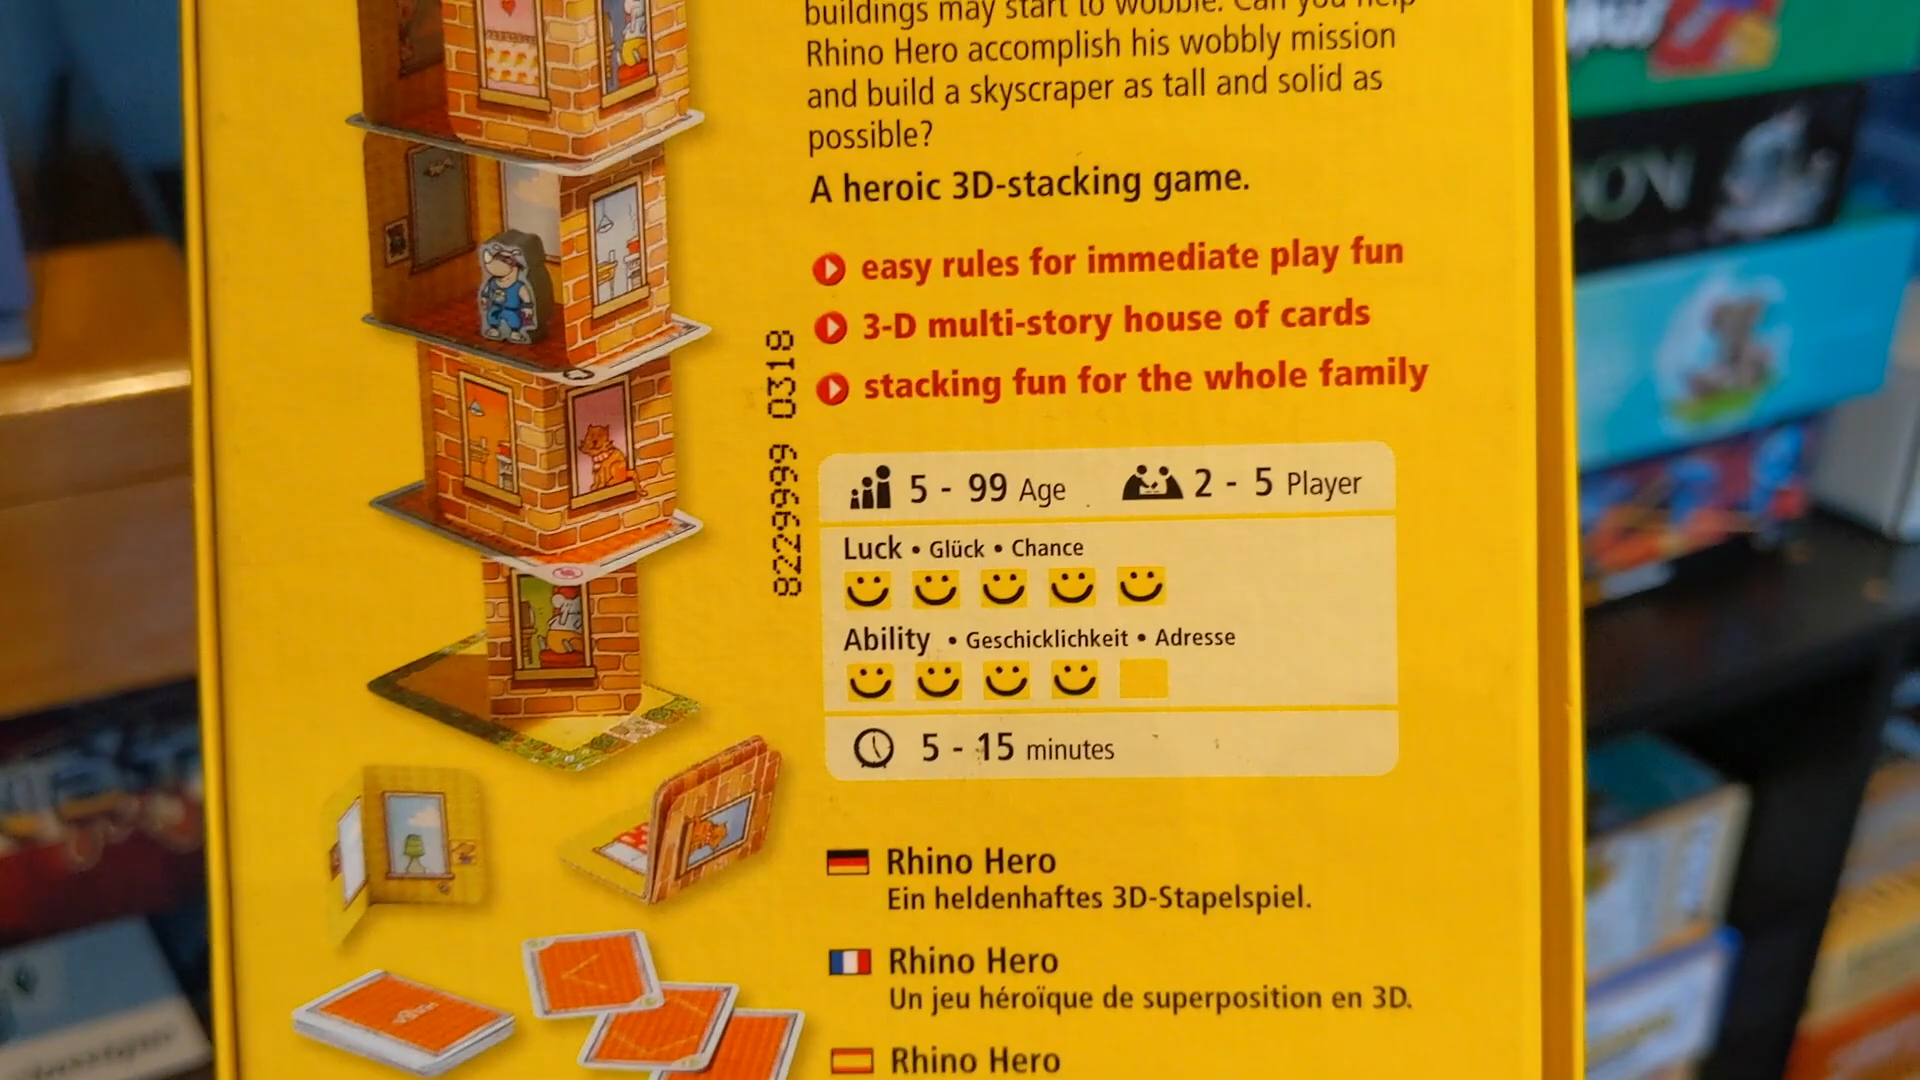 buildings may start to wobble. Can you help
Rhino Hero accomplish his wobbly mission
and build a skyscraper as tall and solid as
possible?
A heroic 3D-stacking game.
easy rules for immediate play fun
3-D multi-story house of cards
stacking fun for the whole family
8229999 0318
5 - 99 Age 2 - 5 Player
Luck • Glück • Chance
Ability • Geschicklichkeit • Adresse
5 - 15 minutes
Rhino Hero
Ein heldenhaftes 3D-Stapelspiel.
Rhino Hero
Un jeu héroïque de superposition en 3D.
Rhino Hero